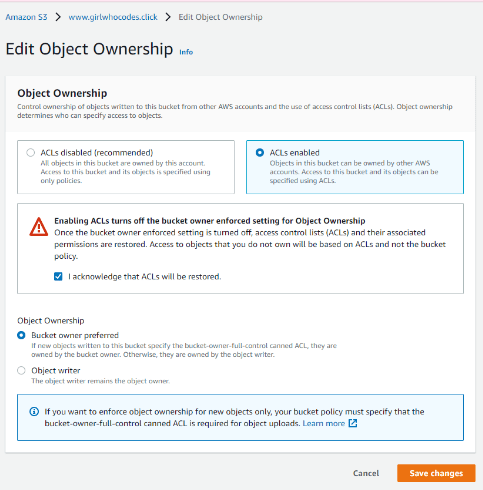 Amazon S3 > www.girlwhocodes.click > Edit Object Ownership
Edit Object Ownership Info
Object Ownership
Control ownership of objects written to this bucket from other AWS accounts and the use of access control lists (ACLs). Object ownership
determines who can specify access to objects.
ACLs disabled (recommended)
All objects in this bucket are owned by this account.
Access to this bucket and its objects is specified using
only policies.
ACLs enabled
Objects in this bucket can be owned by other AWS
accounts. Access to this bucket and its objects can be
specified using ACLs.
Enabling ACLs turns off the bucket owner enforced setting for Object Ownership
Once the bucket owner enforced setting is turned off, access control lists (ACLs) and their associated
permissions are restored. Access to objects that you do not own will be based on ACLs and not the bucket
policy.
I acknowledge that ACLs will be restored.
Object Ownership
Bucket owner preferred
If new objects written to this bucket specify the bucket-owner-full-control canned ACL, they are
owned by the bucket owner. Otherwise, they are owned by the object writer.
Object writer
The object writer remains the object owner.
If you want to enforce object ownership for new objects only, your bucket policy must specify that the
bucket-owner-full-control canned ACL is required for object uploads. Learn more
Cancel
Save changes